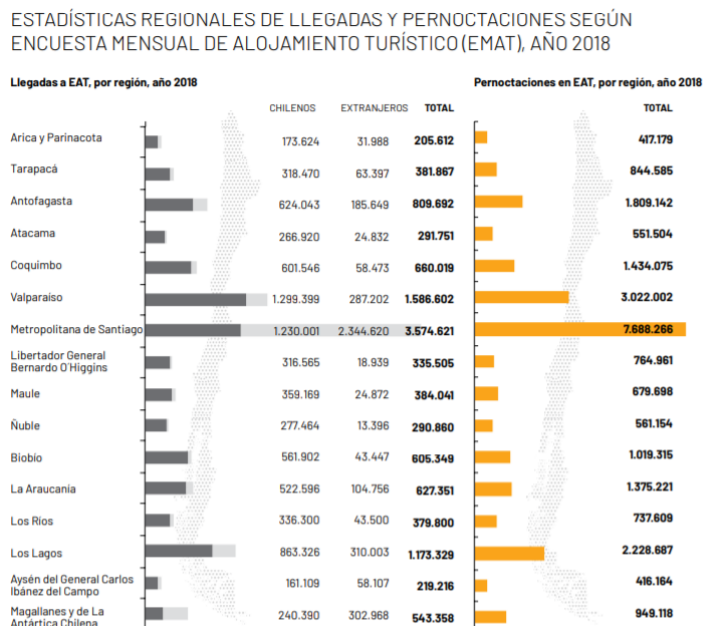 ESTADÍSTICAS REGIONALES DE LLEGADAS Y PERNOCTACIONES SEGÚN
ENCUESTA MENSUAL DE ALOJAMIENTO TURÍSTICO (EMAT), AÑO 2018
Llegadas a EAT, por región, año 2018
Pernoctaciones en EAT, por región, año 2018
CHILENOS EXTRANJEROS TOTAL TOTAL
Arica y Parinacota 173.624 31.988 205.612 417.179
Tarapacá 318.470 63.397 381.867 844.585
Antofagasta 624.043 185.649 809.692 1.809.142
Atacama 266.920 24.832 291.751 551.504
Coquimbo 601.546 58.473 660.019 1.434.075
Valparaíso 1.299.399 287.202 1.586.602 3.022.002
Metropolitana de Santiago 1.230.001 2.344.620 3.574.621 7.688.266
Libertador General
Bernardo O'Higgins 316.565 18.939 335.505 764.961
Maule 359.169 24.872 384.041 679.698
Ñuble 277.464 13.396 290.860 561.154
Biobío 561.902 43.447 605.349 1.019.315
La Araucanía 522.596 104.756 627.351 1.375.221
Los Ríos 336.300 43.500 379.800 737.609
Los Lagos 863.326 310.003 1.173.329 2.228.687
Aysén del General Carlos
Ibánez del Campo 161.109 58.107 219.216 416.164
Magallanes y de La
Antártica Chilena 240.390 302.968 543.358 949.118